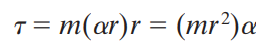 τ = m(αr)r = (mr²)α